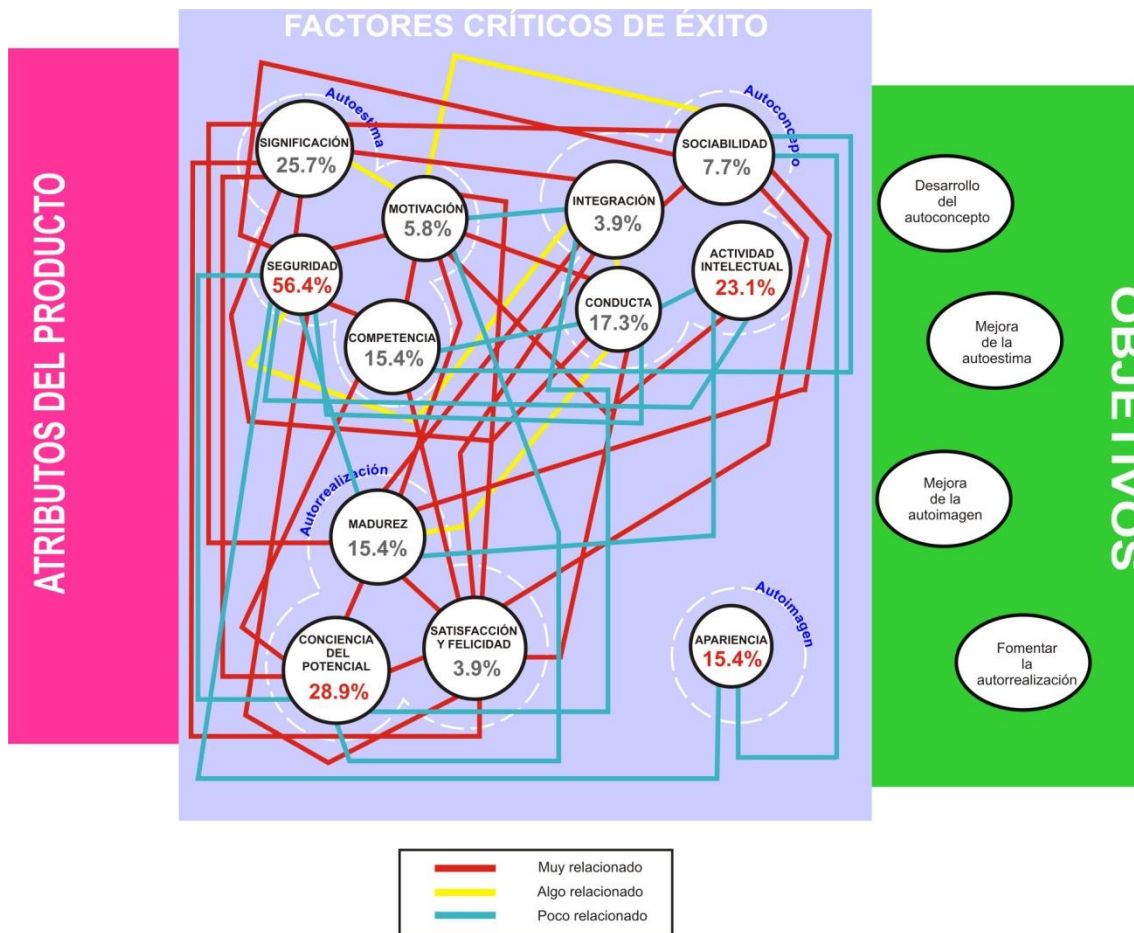 FACTORES CRÍTICOS DE ÉXITO
ATRIBUTOS DEL PRODUCTO
OBJETIVOS
Autoestima
SIGNIFICACIÓN
25.7%
MOTIVACIÓN
5.8%
SEGURIDAD
56.4%
COMPETENCIA
15.4%
Autoconcepto
SOCIABILIDAD
7.7%
INTEGRACIÓN
3.9%
ACTIVIDAD
INTELECTUAL
23.1%
CONDUCTA
17.3%
Autorrealización
MADUREZ
15.4%
CONCIENCIA
DEL
POTENCIAL
28.9%
SATISFACCIÓN
Y FELICIDAD
3.9%
Autoimagen
APARIENCIA
15.4%
Desarrollo
del
autoconcepto
Mejora
de la
autoestima
Mejora
de la
autoimagen
Fomentar
la
autorrealización
Muy relacionado
Algo relacionado
Poco relacionado